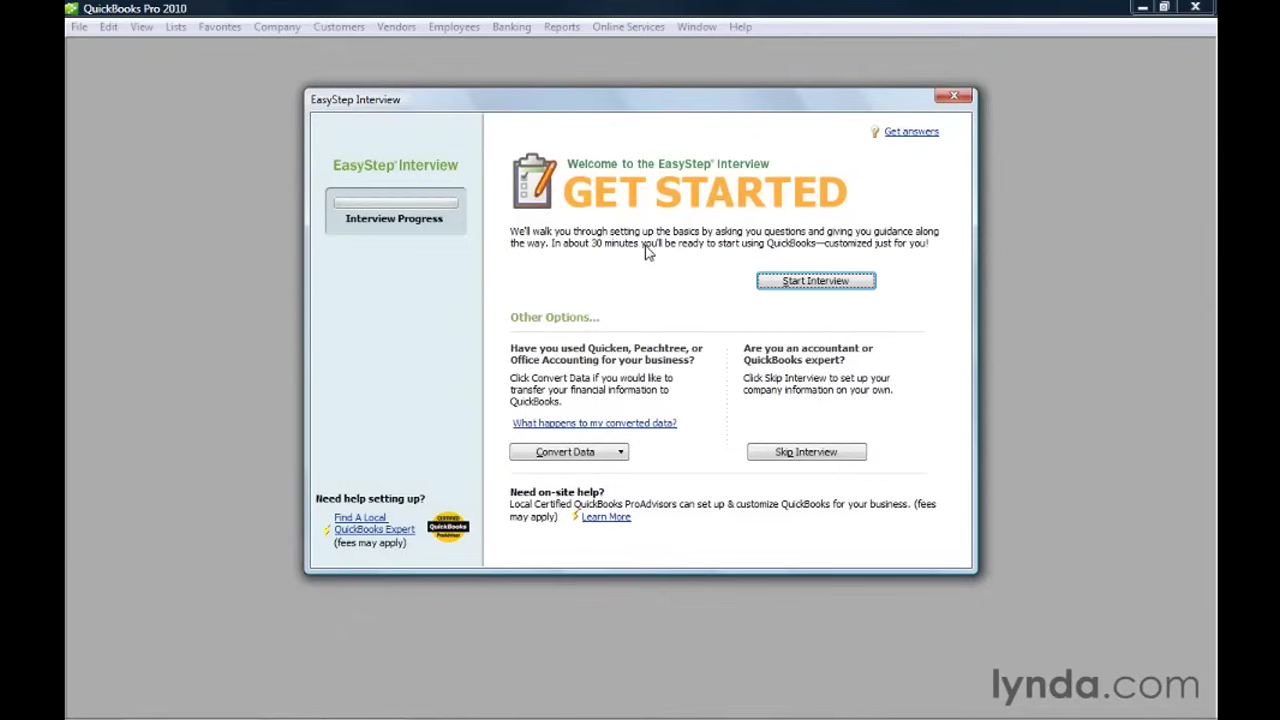 QuickBooks Pro 2010
File Edit View Lists Favorites Company Customers Vendors Employees Banking Reports Online Services Window Help
EasyStep Interview
Get answers
EasyStep® Interview
Interview Progress
Welcome to the EasyStep® Interview
GET STARTED
We'll walk you through setting up the basics by asking you questions and giving you guidance along
the way. In about 30 minutes you'll be ready to start using QuickBooks—customized just for you!
Start Interview
Other Options...
Have you used Quicken, Peachtree, or
Office Accounting for your business?
Click Convert Data if you would like to
transfer your financial information to
QuickBooks.
What happens to my converted data?
Convert Data
Are you an accountant or
QuickBooks expert?
Click Skip Interview to set up your
company information on your own.
Skip Interview
Need help setting up?
Find A Local
QuickBooks Expert
(fees may apply)
CERTIFIED
QuickBooks
ProAdvisor
Need on-site help?
Local Certified QuickBooks ProAdvisors can set up & customize QuickBooks for your business. (fees
may apply) Learn More
lynda.com